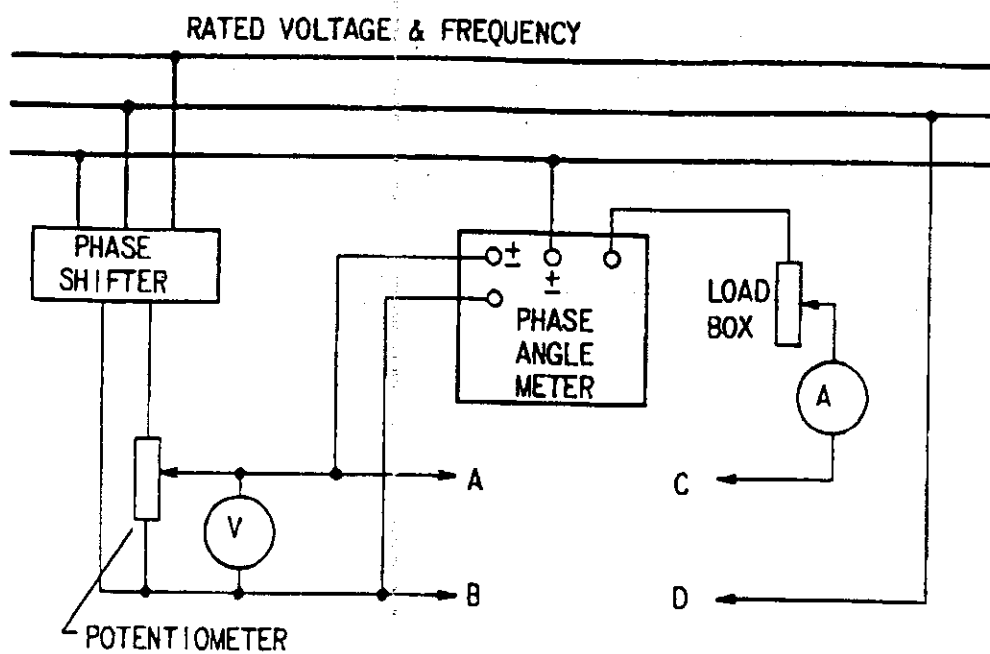 RATED VOLTAGE & FREQUENCY
PHASE
SHIFTER
±
±
PHASE
ANGLE
METER
LOAD
BOX
A
A
C
V
B
D
POTENTIOMETER